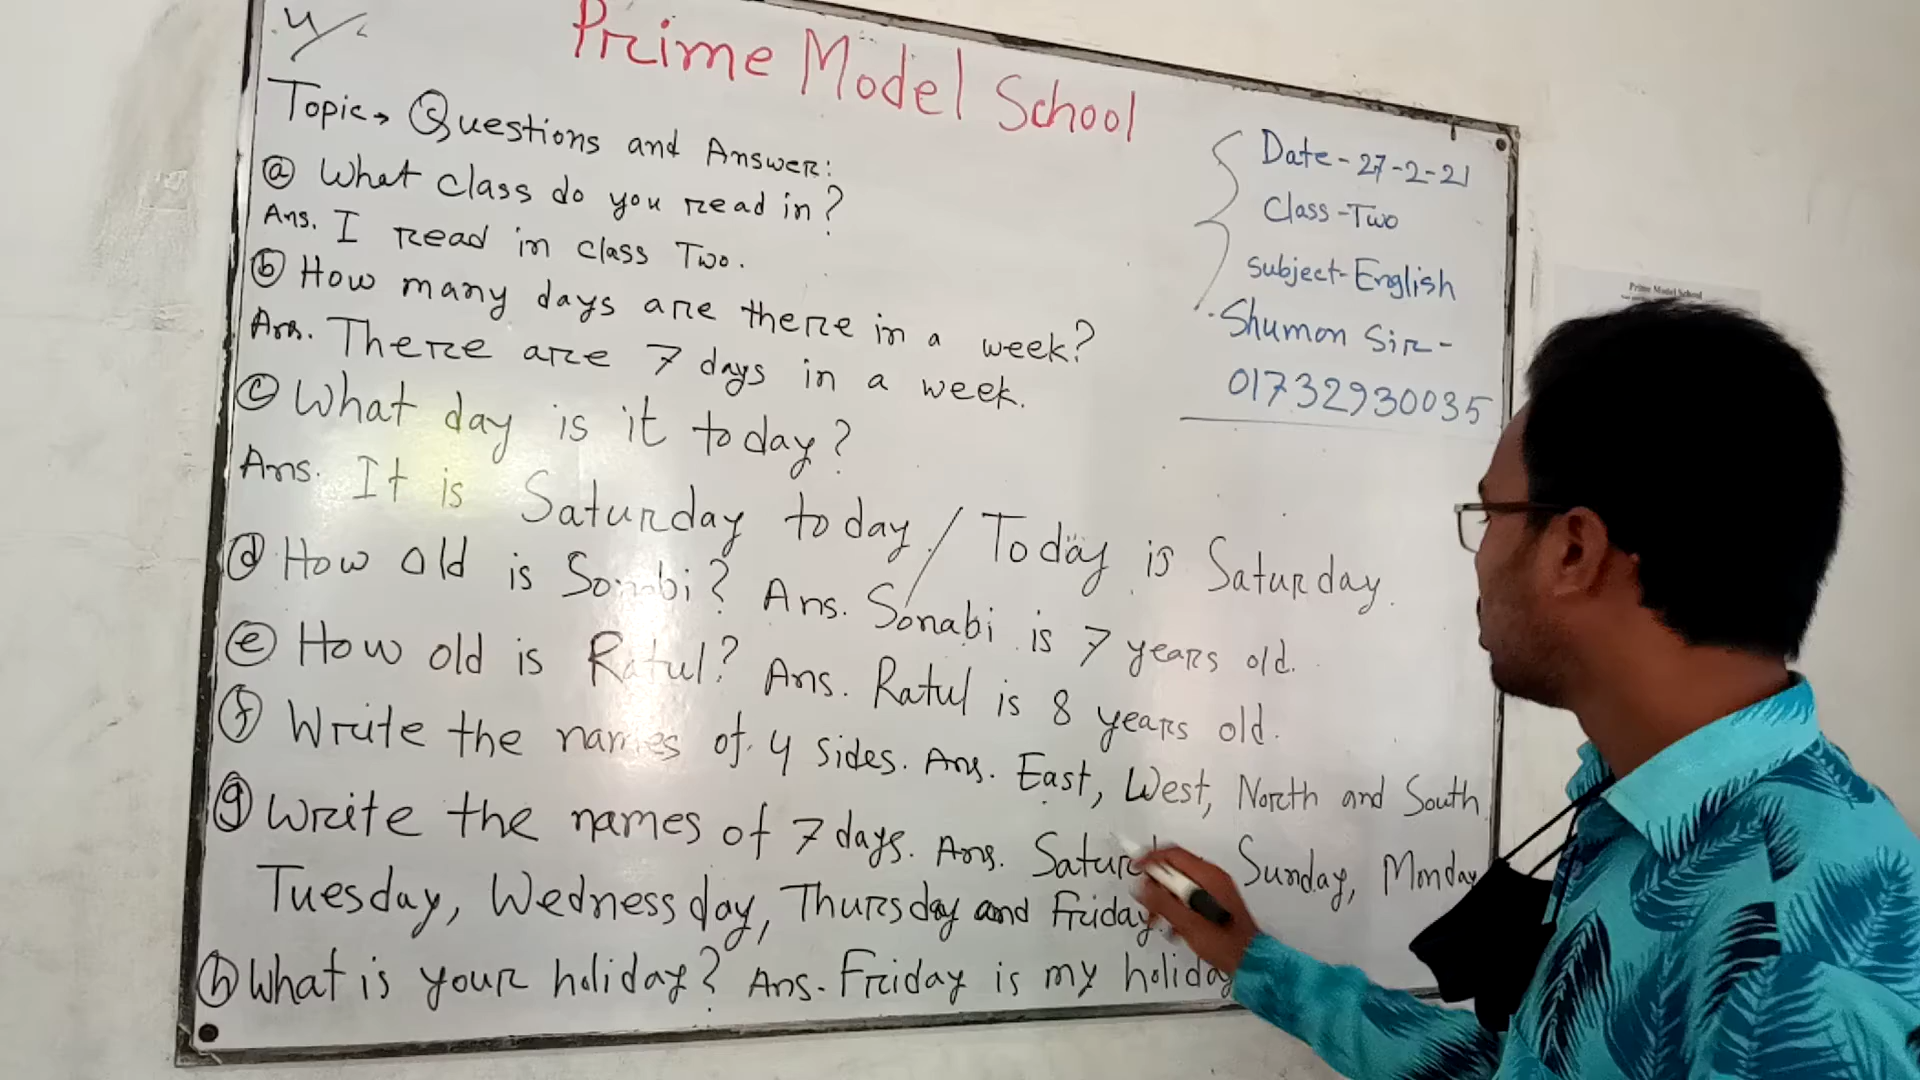 Prime Model School
Topic→ Questions and Answer:
ⓐ What class do you read in?
Ans. I read in class Two.
ⓑ How many days are there in a week?
Ans. There are 7 days in a week.
ⓒ What day is it today?
Ans. It is Saturday today. / Today is Saturday.
ⓓ How old is Sonabi? Ans. Sonabi is 7 years old.
ⓔ How old is Ratul? Ans. Ratul is 8 years old.
ⓕ Write the names of 4 sides. Ans. East, West, North and South
ⓖ Write the names of 7 days. Ans. Sunday, Monday
Tuesday, Wednessday, Thursday and Friday.
ⓗ What is your holiday? Ans. Friday is my holiday
Date-27-2-21
Class-Two
Subject-English
Shumon Sir-
01732930035
Prime Model School